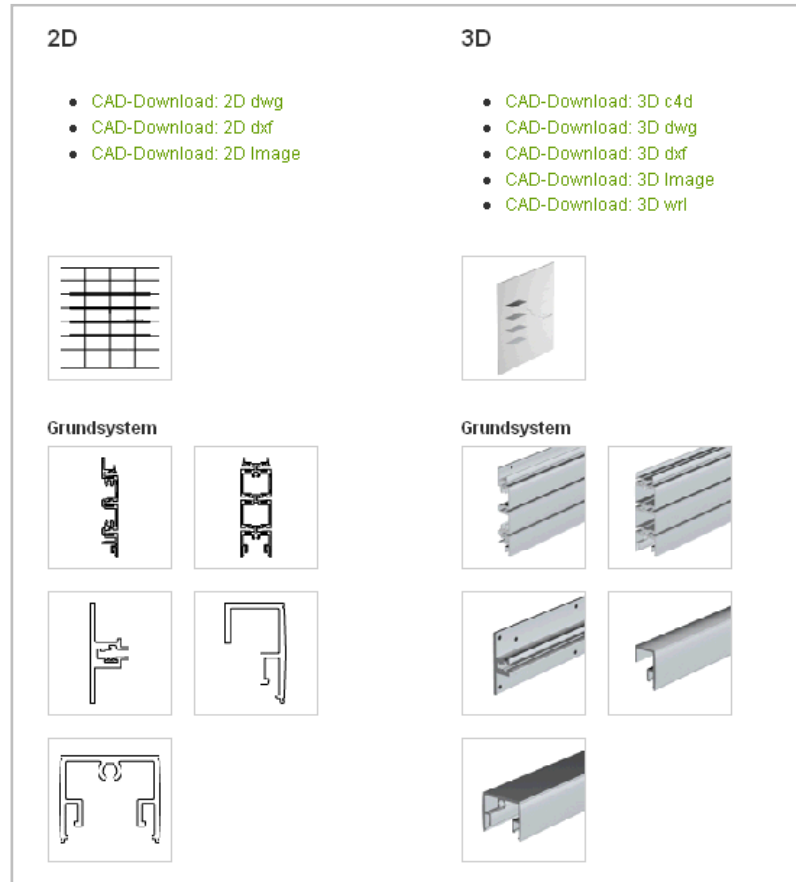 2D
CAD-Download: 2D dwg
CAD-Download: 2D dxf
CAD-Download: 2D Image
Grundsystem
3D
CAD-Download: 3D c4d
CAD-Download: 3D dwg
CAD-Download: 3D dxf
CAD-Download: 3D Image
CAD-Download: 3D wrl
Grundsystem